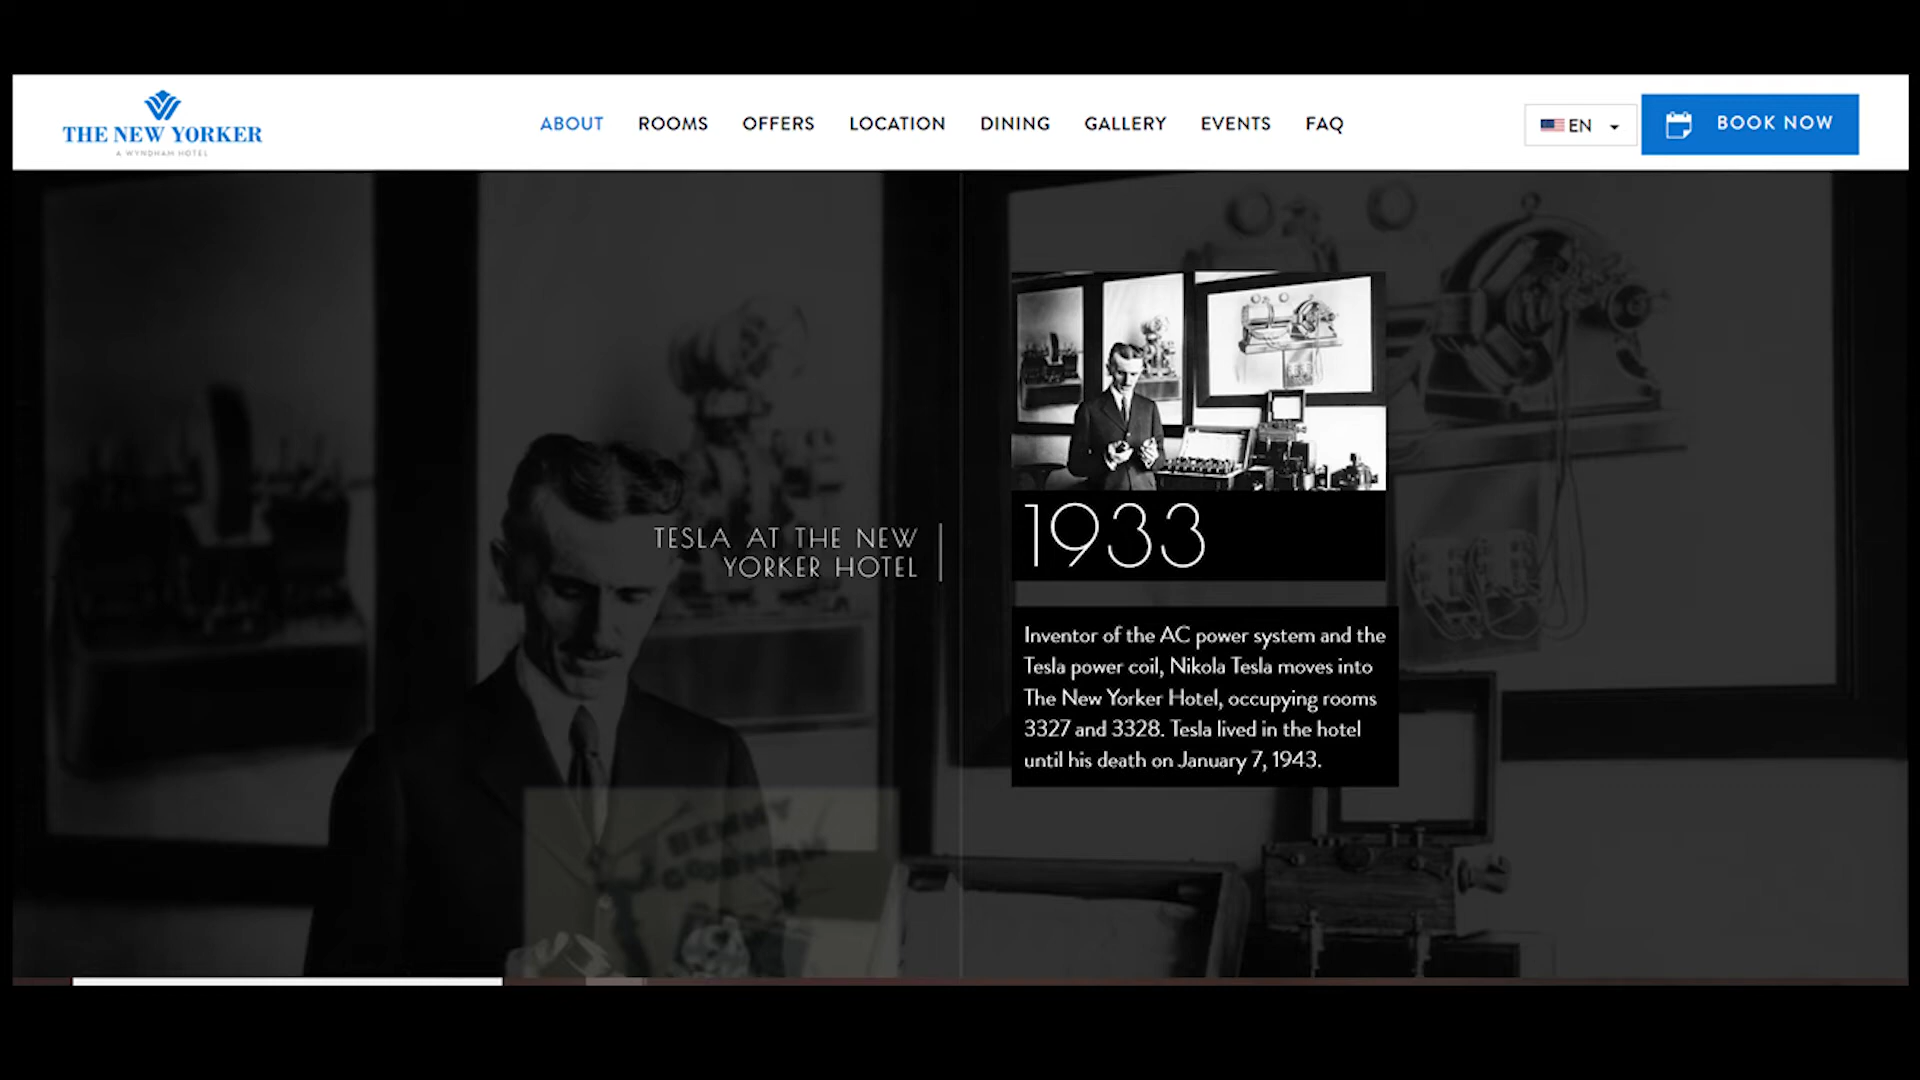 THE NEW YORKER
A WYNDHAM HOTEL
ABOUT ROOMS OFFERS LOCATION DINING GALLERY EVENTS FAQ
EN
BOOK NOW
TESLA AT THE NEW
YORKER HOTEL
1933
Inventor of the AC power system and the
Tesla power coil, Nikola Tesla moves into
The New Yorker Hotel, occupying rooms
3327 and 3328. Tesla lived in the hotel
until his death on January 7, 1943.
BENNY
GOODMAN